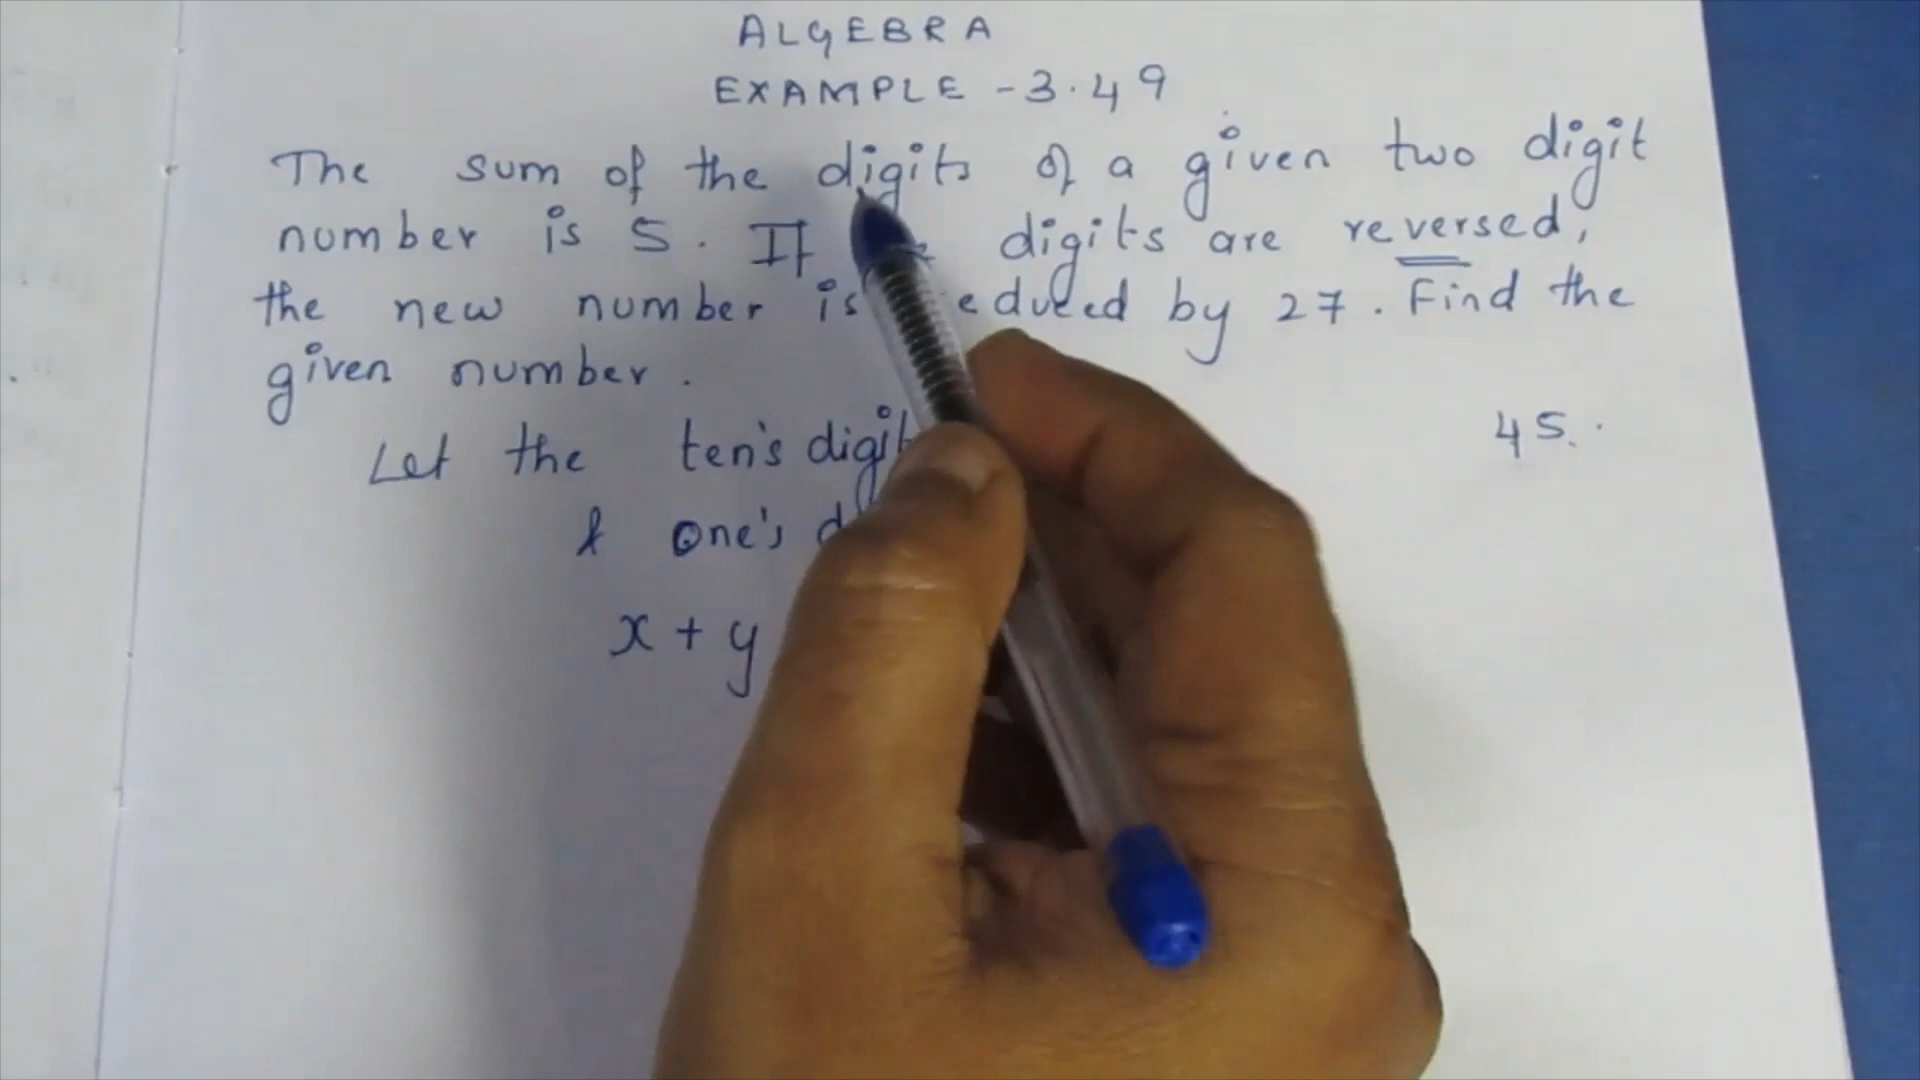 ALGEBRA
EXAMPLE - 3.49
The sum of the digits of a given two digit
number is 5. If digits are reversed,
the new number is by 27. Find the
given number.
Let the ten's digit
45.
& One's
x + y